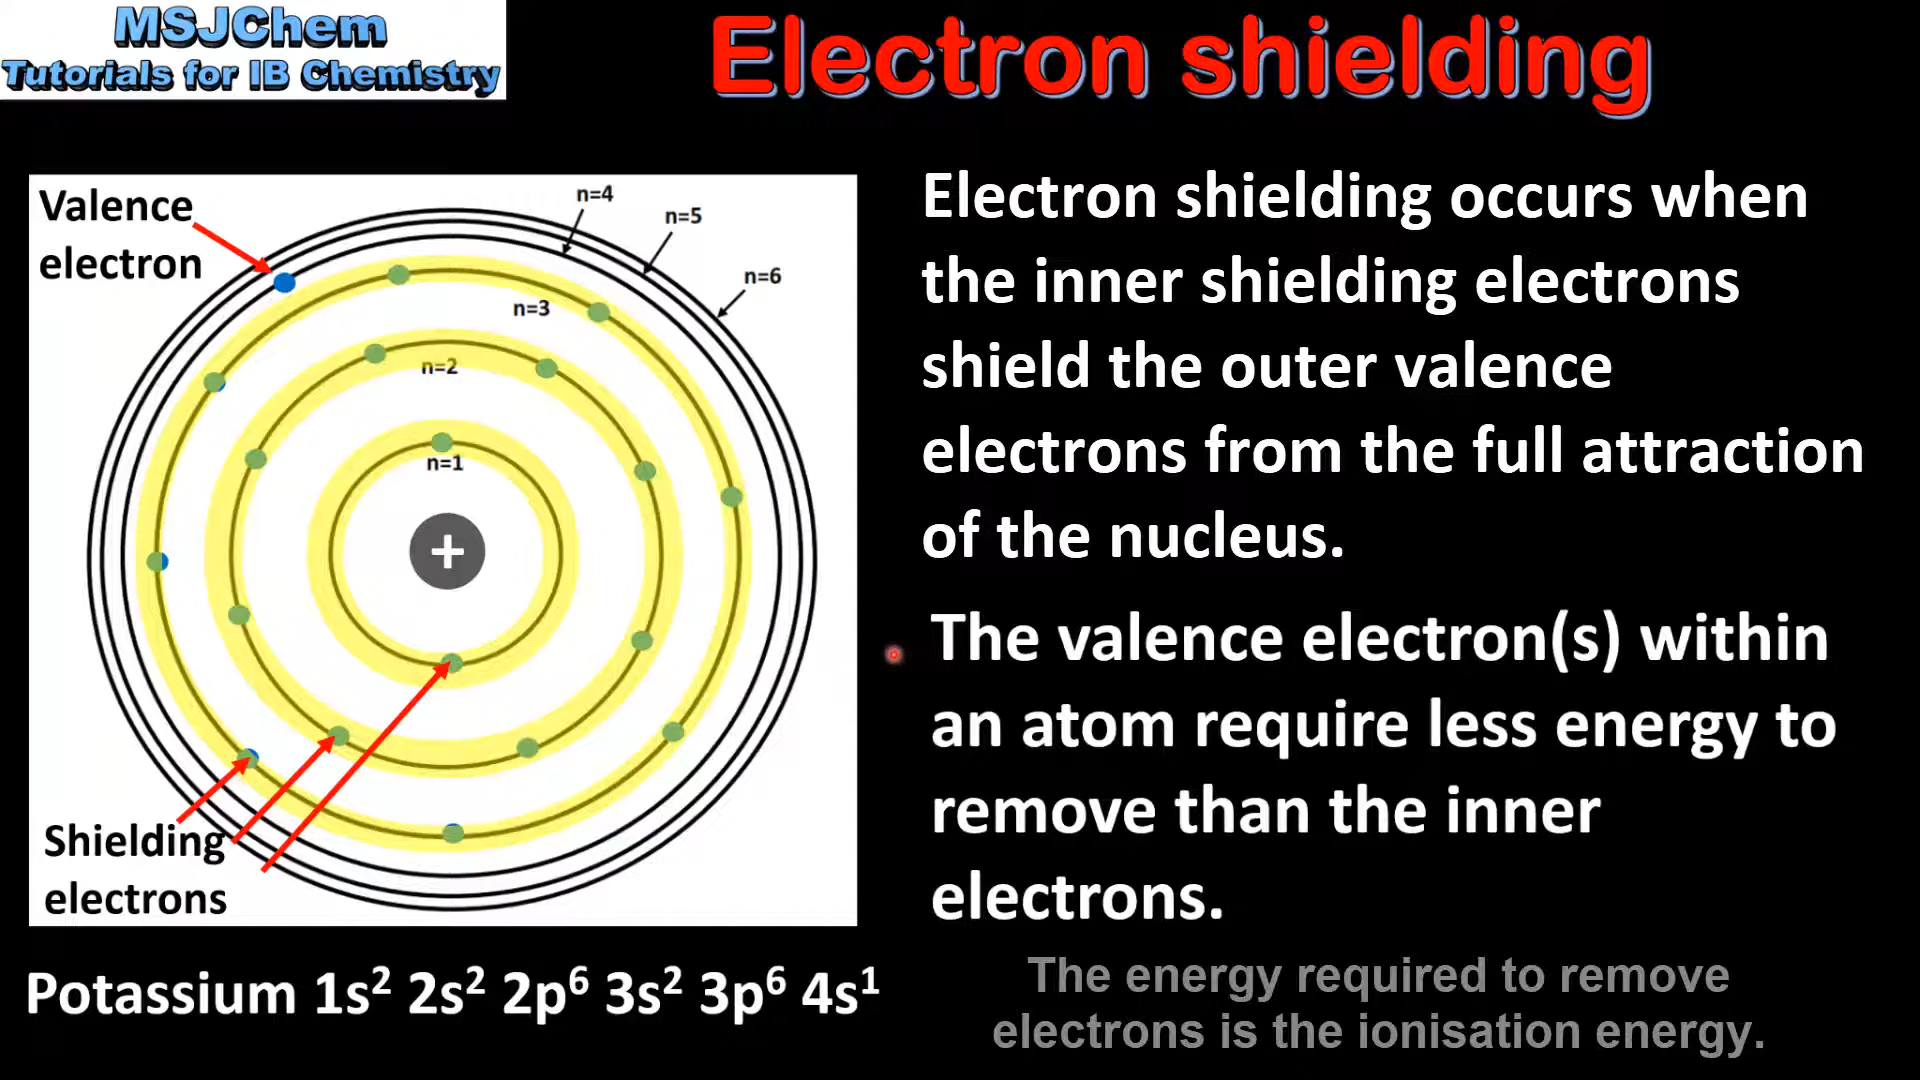 MSJChem
Tutorials for IB Chemistry
Electron shielding
Valence
electron
n=4
n=5
n=6
n=3
n=2
n=1
+
Shielding
electrons
Potassium 1s² 2s² 2p⁶ 3s² 3p⁶ 4s¹
Electron shielding occurs when
the inner shielding electrons
shield the outer valence
electrons from the full attraction
of the nucleus.
The valence electron(s) within
an atom require less energy to
remove than the inner
electrons.
The energy required to remove
electrons is the ionisation energy.